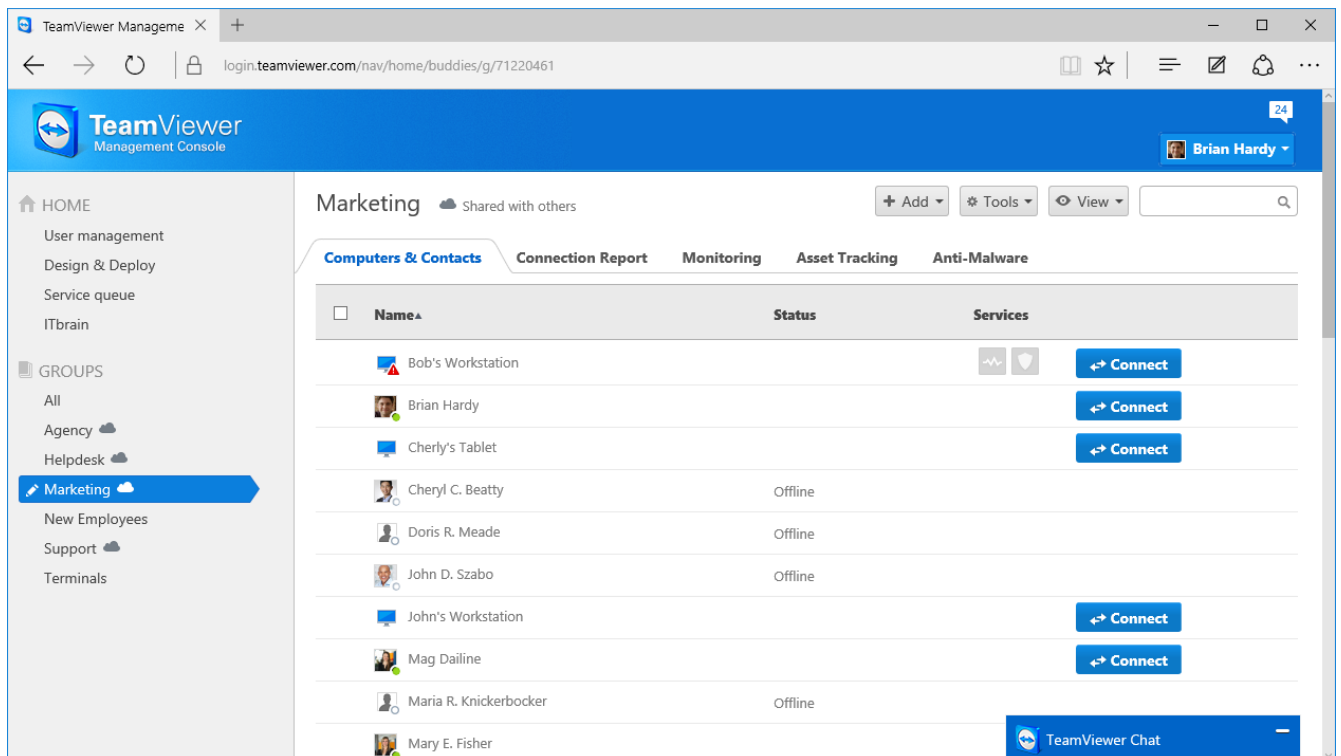 TeamViewer Manageme
login.teamviewer.com/nav/home/buddies/g/71220461
24
TeamViewer
Management Console
Brian Hardy
HOME
User management
Design & Deploy
Service queue
ITbrain
GROUPS
All
Agency
Helpdesk
Marketing
New Employees
Support
Terminals
Marketing Shared with others
Add Tools View
Computers & Contacts Connection Report Monitoring Asset Tracking Anti-Malware
Name Status Services
Bob's Workstation Connect
Brian Hardy Connect
Cherly's Tablet Connect
Cheryl C. Beatty Offline
Doris R. Meade Offline
John D. Szabo Offline
John's Workstation Connect
Mag Dailine Connect
Maria R. Knickerbocker Offline
Mary E. Fisher
TeamViewer Chat